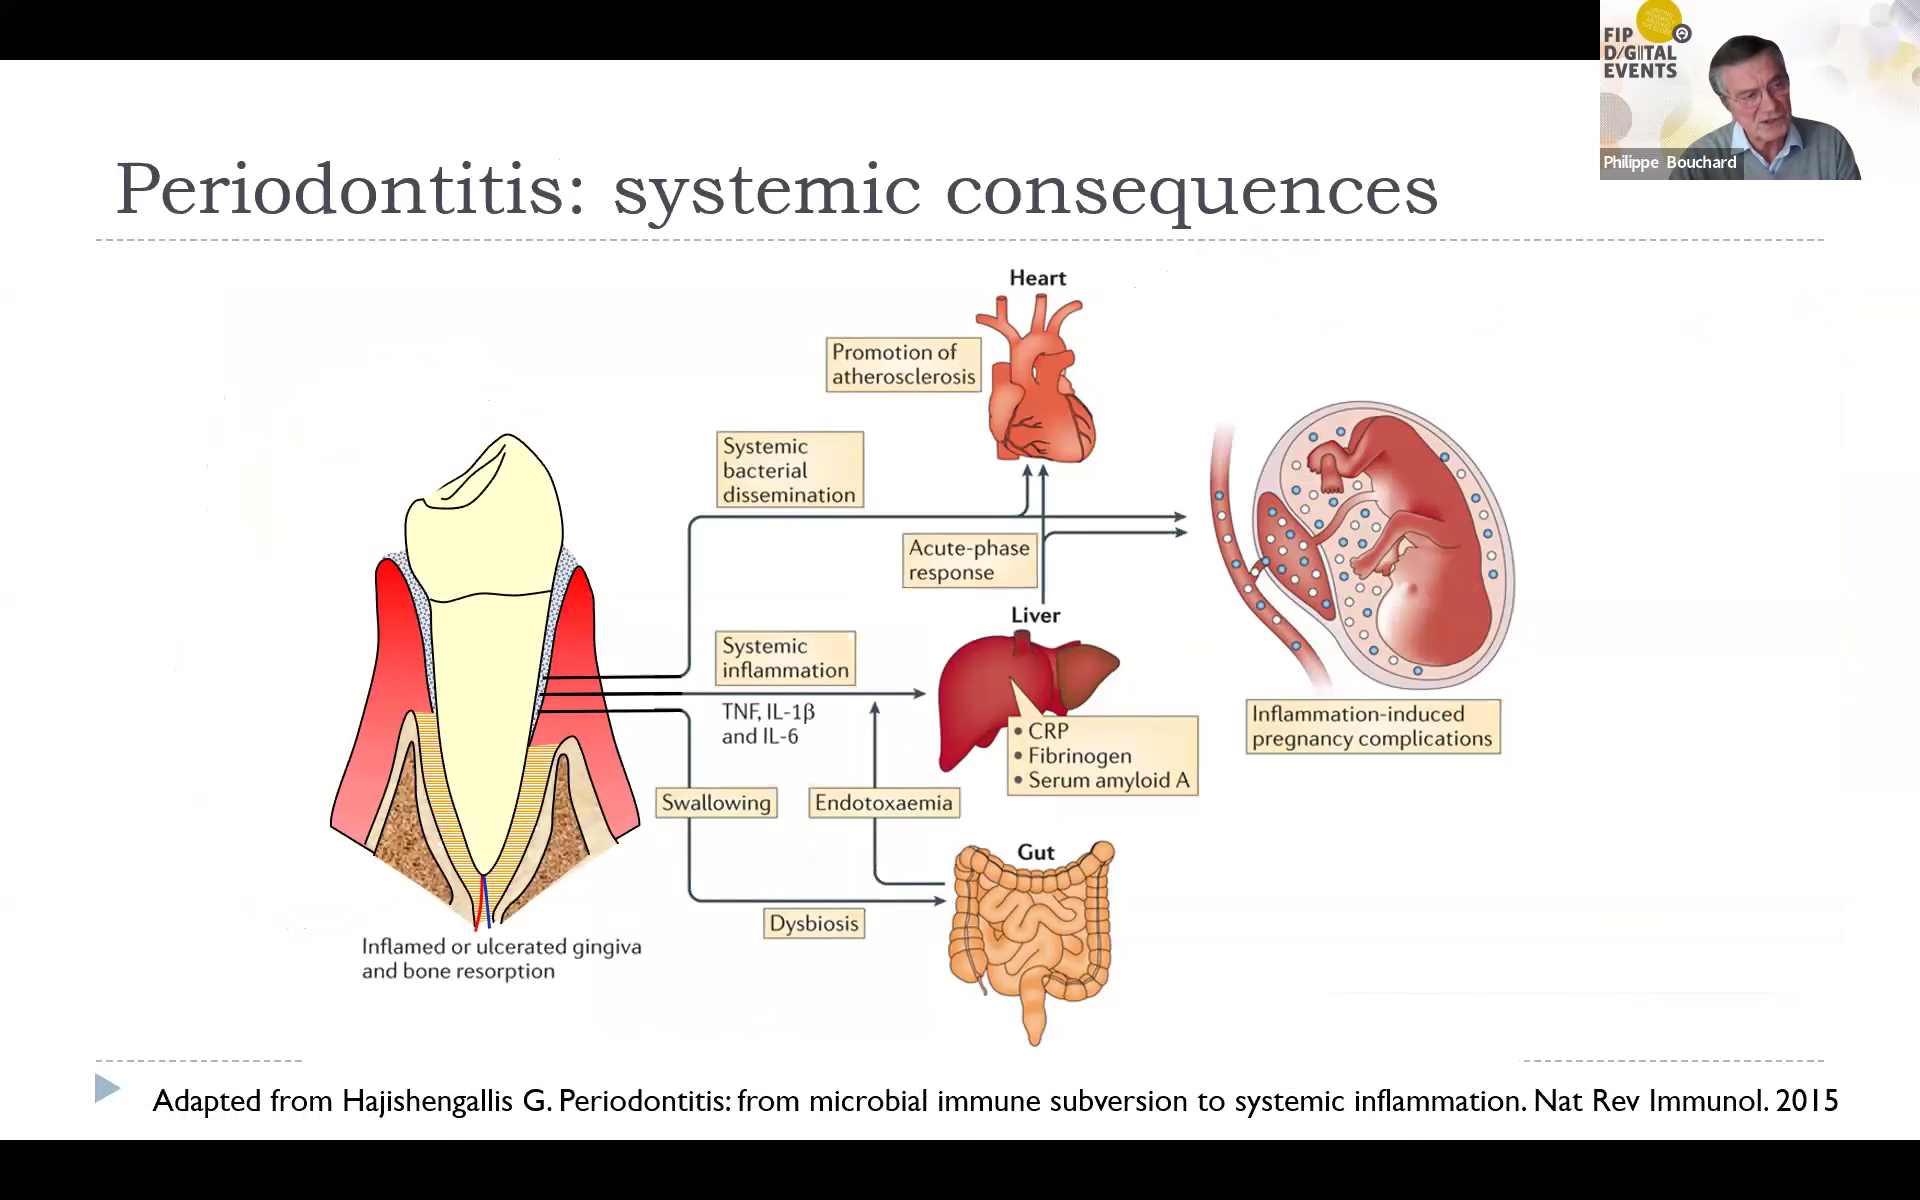 FIP
D/GITAL
EVENTS
Philippe Bouchard
Periodontitis: systemic consequences
Heart
Promotion of
atherosclerosis
Systemic
bacterial
dissemination
Acute-phase
response
Liver
Systemic
inflammation
TNF, IL-1β
and IL-6
• CRP
• Fibrinogen
• Serum amyloid A
Inflammation-induced
pregnancy complications
Swallowing
Endotoxaemia
Gut
Dysbiosis
Inflamed or ulcerated gingiva
and bone resorption
Adapted from Hajishengallis G. Periodontitis: from microbial immune subversion to systemic inflammation. Nat Rev Immunol. 2015